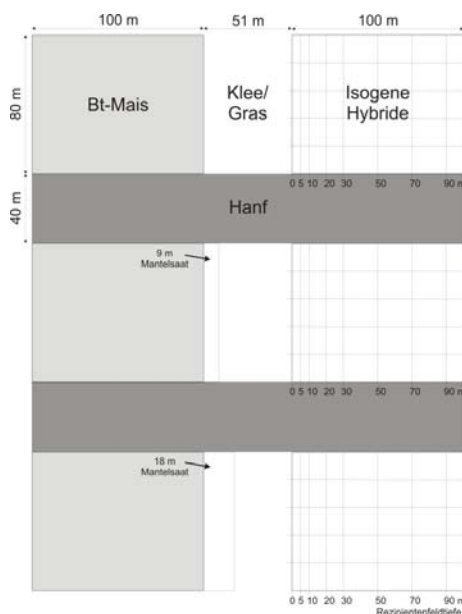 100 m 51 m 100 m
80 m
Bt-Mais
Klee/
Gras
Isogene
Hybride
0 5 10 20 30 50 70 90 m
40 m
Hanf
9 m
Mantelsaat
0 5 10 20 30 50 70 90 m
18 m
Mantelsaat
0 5 10 20 30 50 70 90 m
Rezipientenfeldtiefe